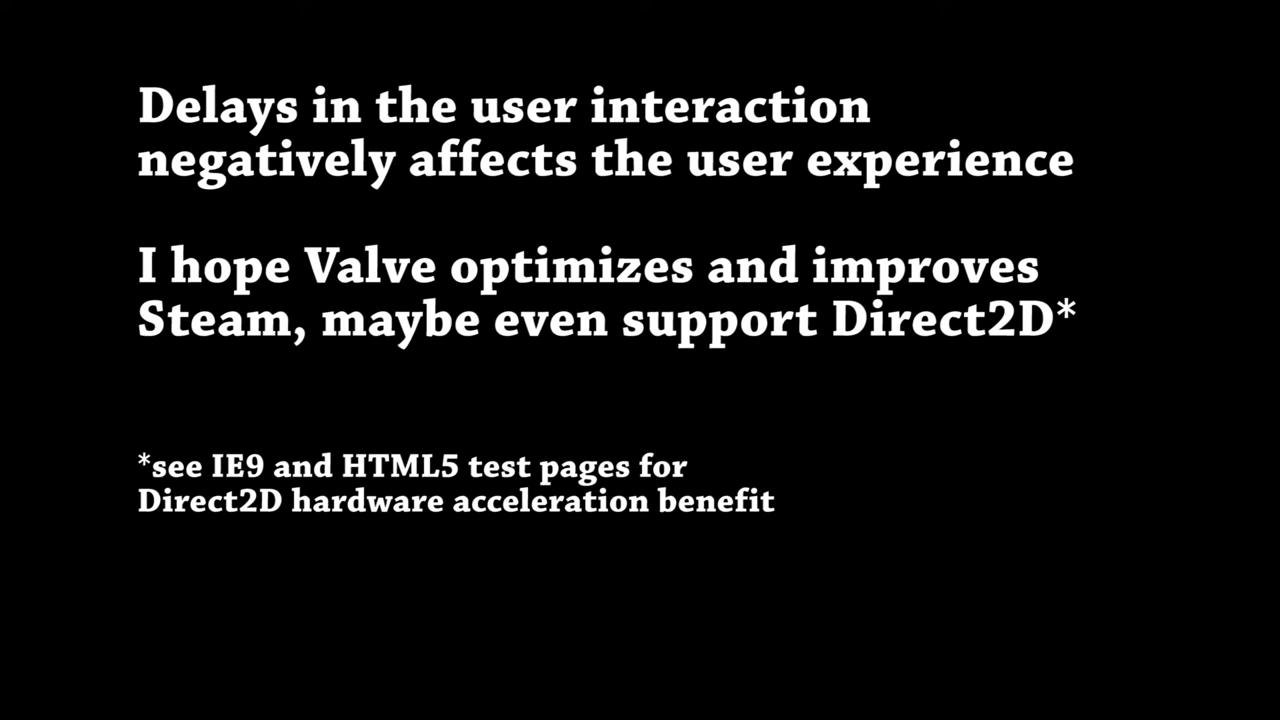 Delays in the user interaction
negatively affects the user experience
I hope Valve optimizes and improves
Steam, maybe even support Direct2D*
*see IE9 and HTML5 test pages for
Direct2D hardware acceleration benefit